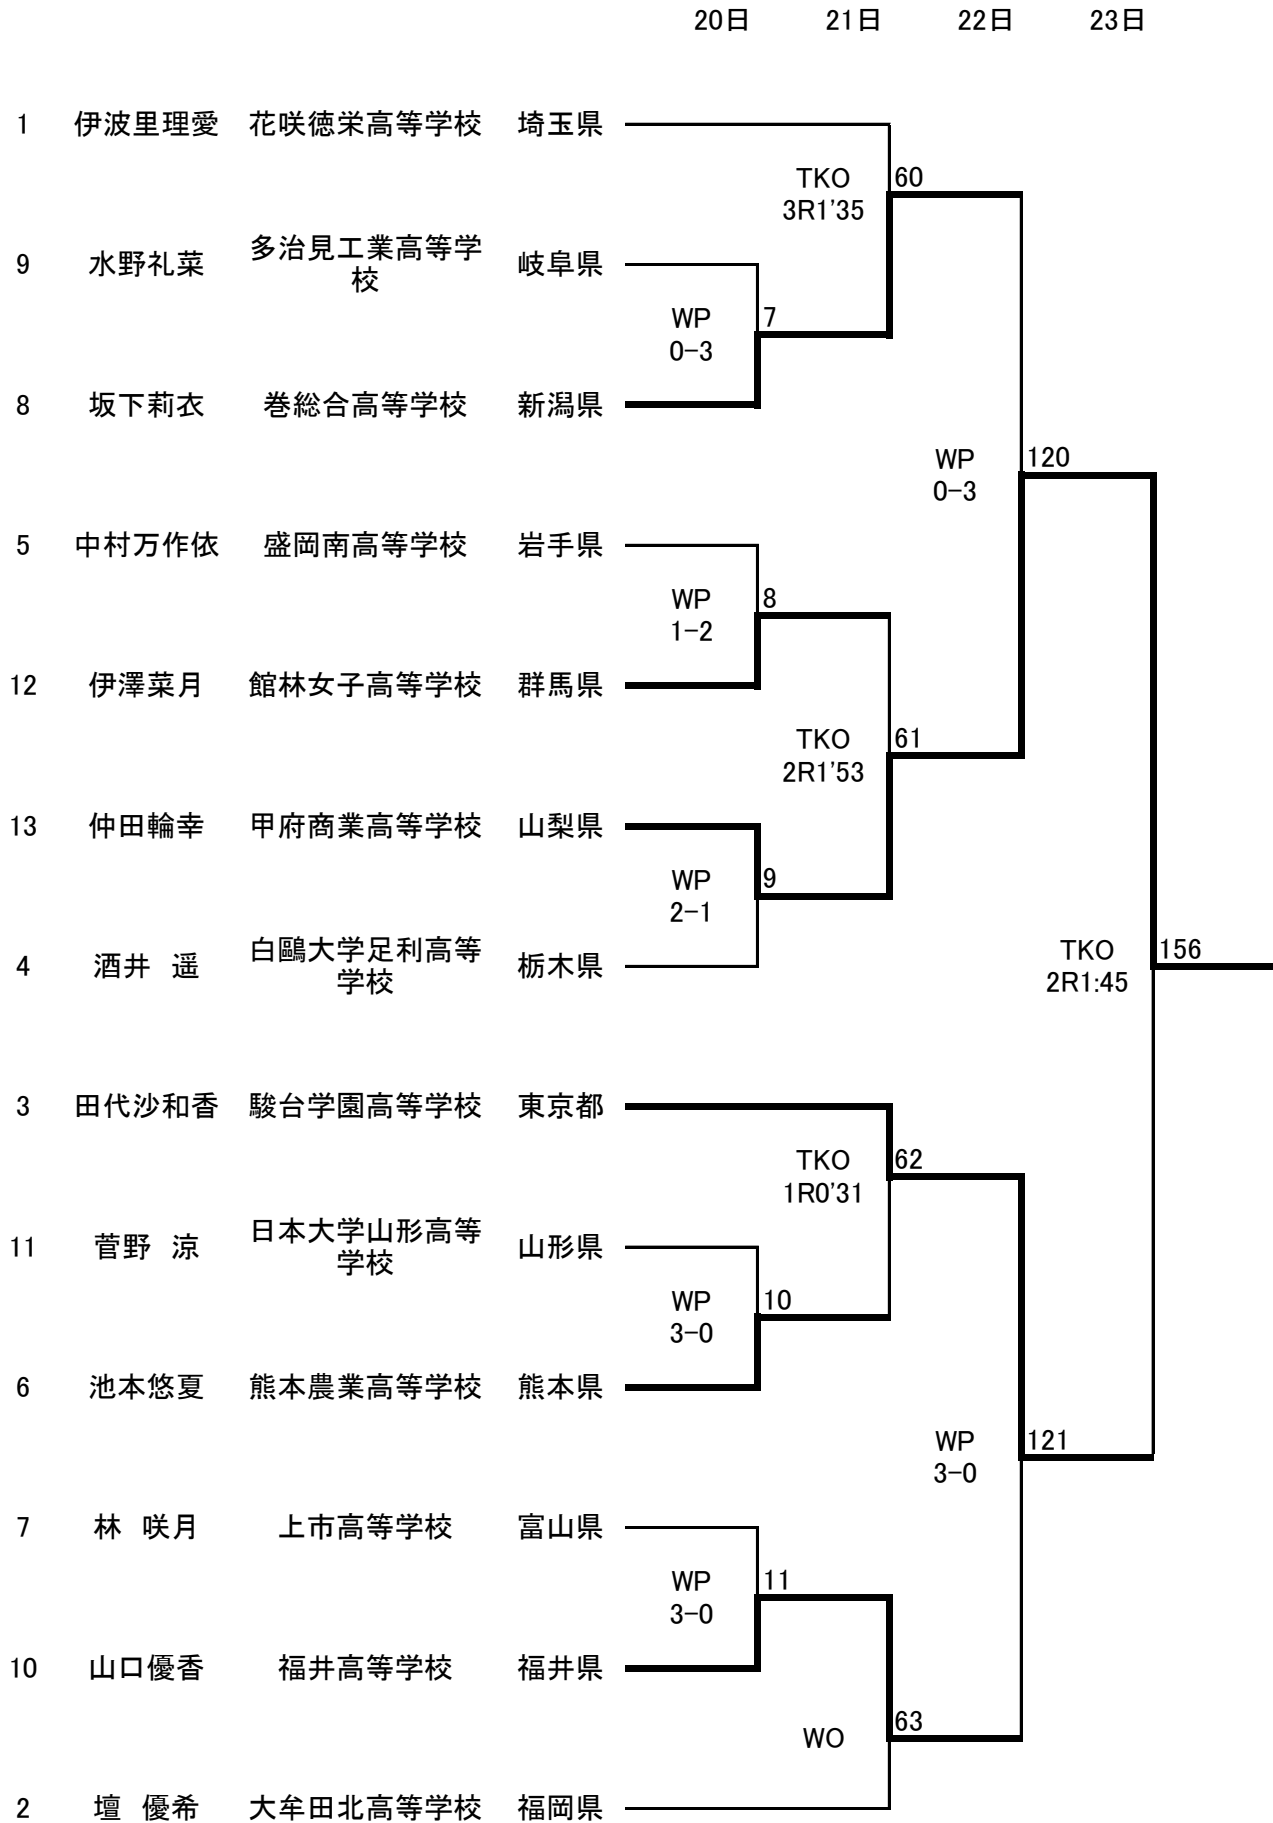 20日 21日 22日 23日
1 伊波里理愛 花咲徳栄高等学校 埼玉県
TKO 60
3R1'35
9 水野礼菜 多治見工業高等学校 岐阜県
WP 7
0-3
8 坂下莉衣 巻総合高等学校 新潟県
WP 120
0-3
5 中村万作依 盛岡南高等学校 岩手県
WP 8
1-2
12 伊澤菜月 館林女子高等学校 群馬県
TKO 61
2R1'53
13 仲田輪幸 甲府商業高等学校 山梨県
WP 9
2-1
4 酒井 遥 白鷗大学足利高等学校 栃木県
TKO 156
2R1:45
3 田代沙和香 駿台学園高等学校 東京都
TKO 62
1R0'31
11 菅野 涼 日本大学山形高等学校 山形県
WP 10
3-0
6 池本悠夏 熊本農業高等学校 熊本県
WP 121
3-0
7 林 咲月 上市高等学校 富山県
WP 11
3-0
10 山口優香 福井高等学校 福井県
WO 63
2 壇 優希 大牟田北高等学校 福岡県